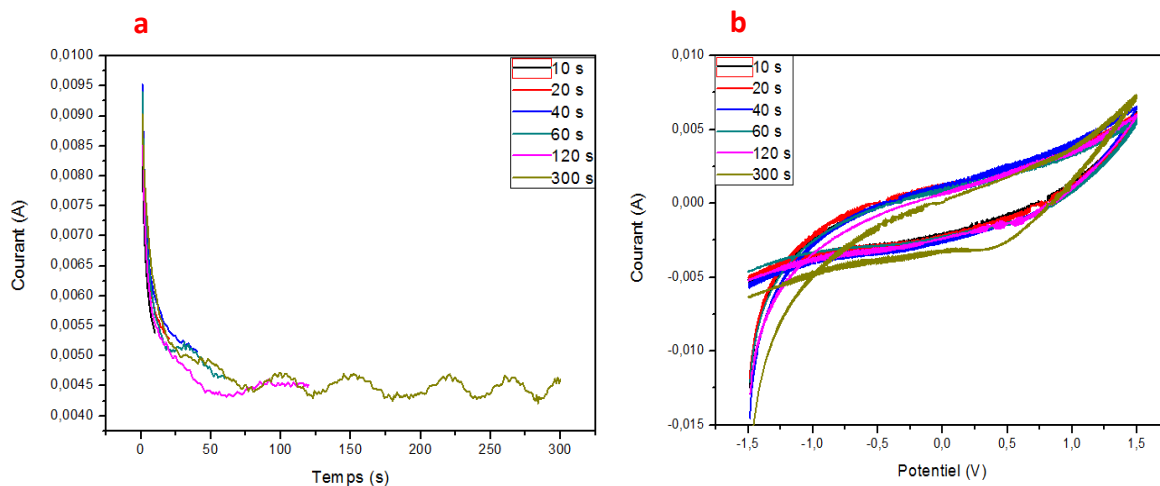 a
0,0100
0,0095
0,0090
0,0085
0,0080
0,0075
0,0070
0,0065
0,0060
0,0055
0,0050
0,0045
0,0040
Courant (A)
0 50 100 150 200 250 300
Temps (s)
10 s
20 s
40 s
60 s
120 s
300 s
b
0,010
0,005
0,000
-0,005
-0,010
-0,015
Courant (A)
-1,5 -1,0 -0,5 0,0 0,5 1,0 1,5
Potentiel (V)
10 s
20 s
40 s
60 s
120 s
300 s